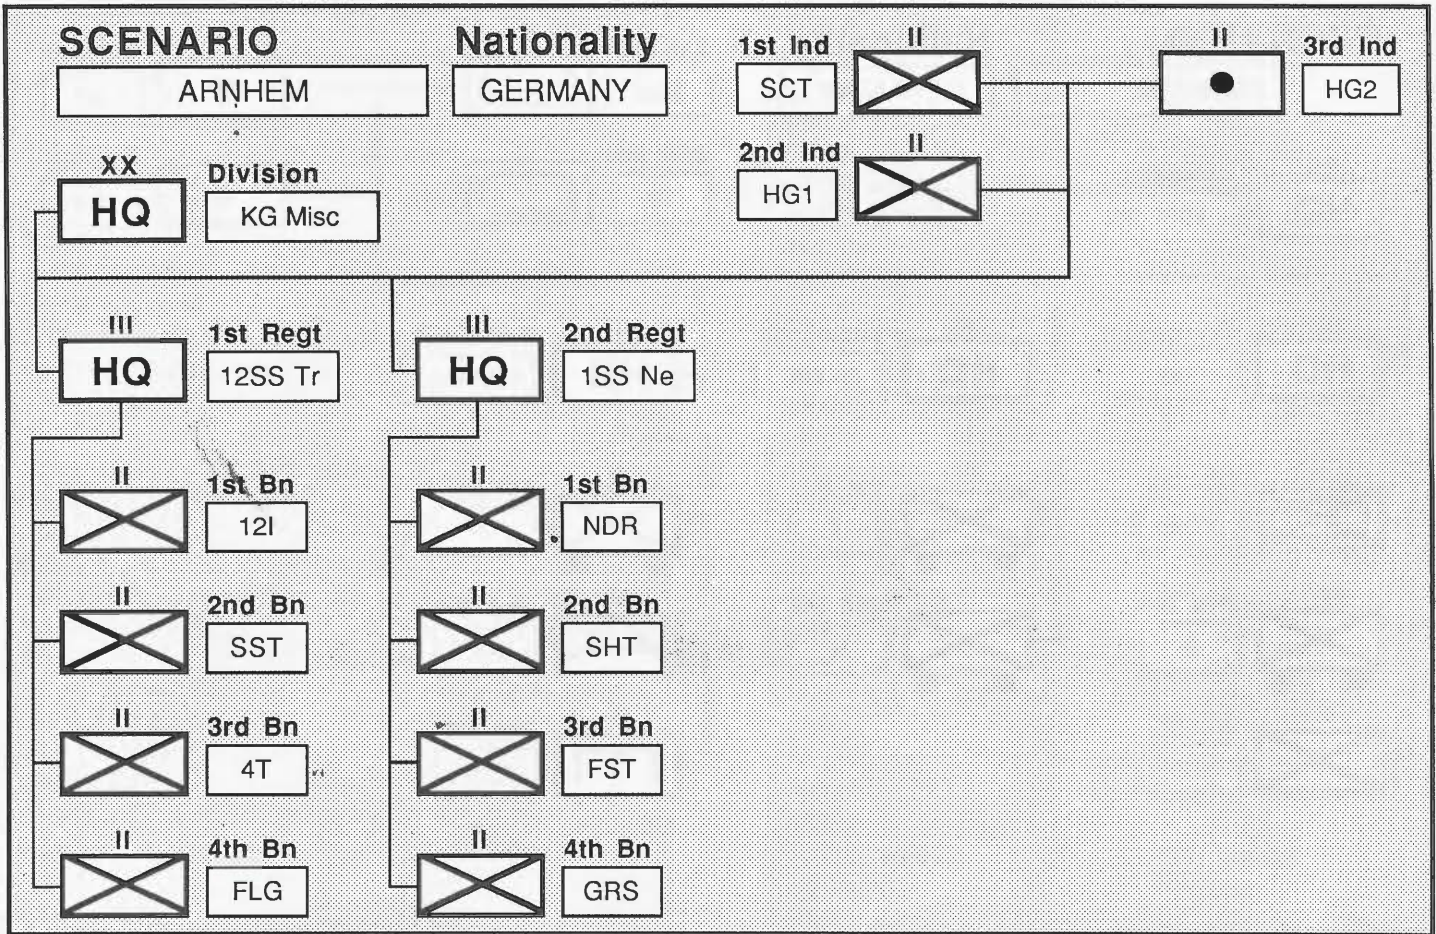 SCENARIO
ARNHEM
Nationality
GERMANY
1st Ind
SCT
II
II
3rd Ind
HG2
2nd Ind
HG1
II
XX
HQ
Division
KG Misc
III
HQ
1st Regt
12SS Tr
III
HQ
2nd Regt
1SS Ne
II
1st Bn
12I
II
1st Bn
NDR
II
2nd Bn
SST
II
2nd Bn
SHT
II
3rd Bn
4T
II
3rd Bn
FST
II
4th Bn
FLG
II
4th Bn
GRS